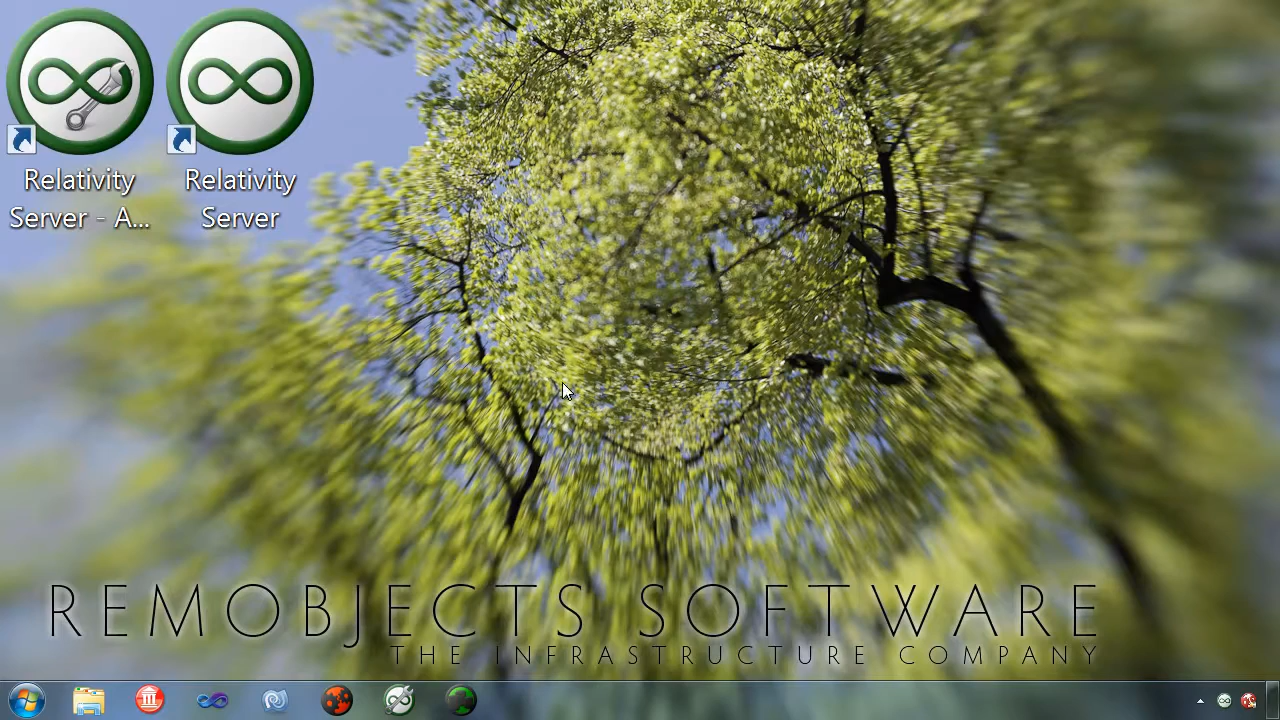 Relativity
Server - A...
Relativity
Server
REMOBJECTS SOFTWARE
THE INFRASTRUCTURE COMPANY